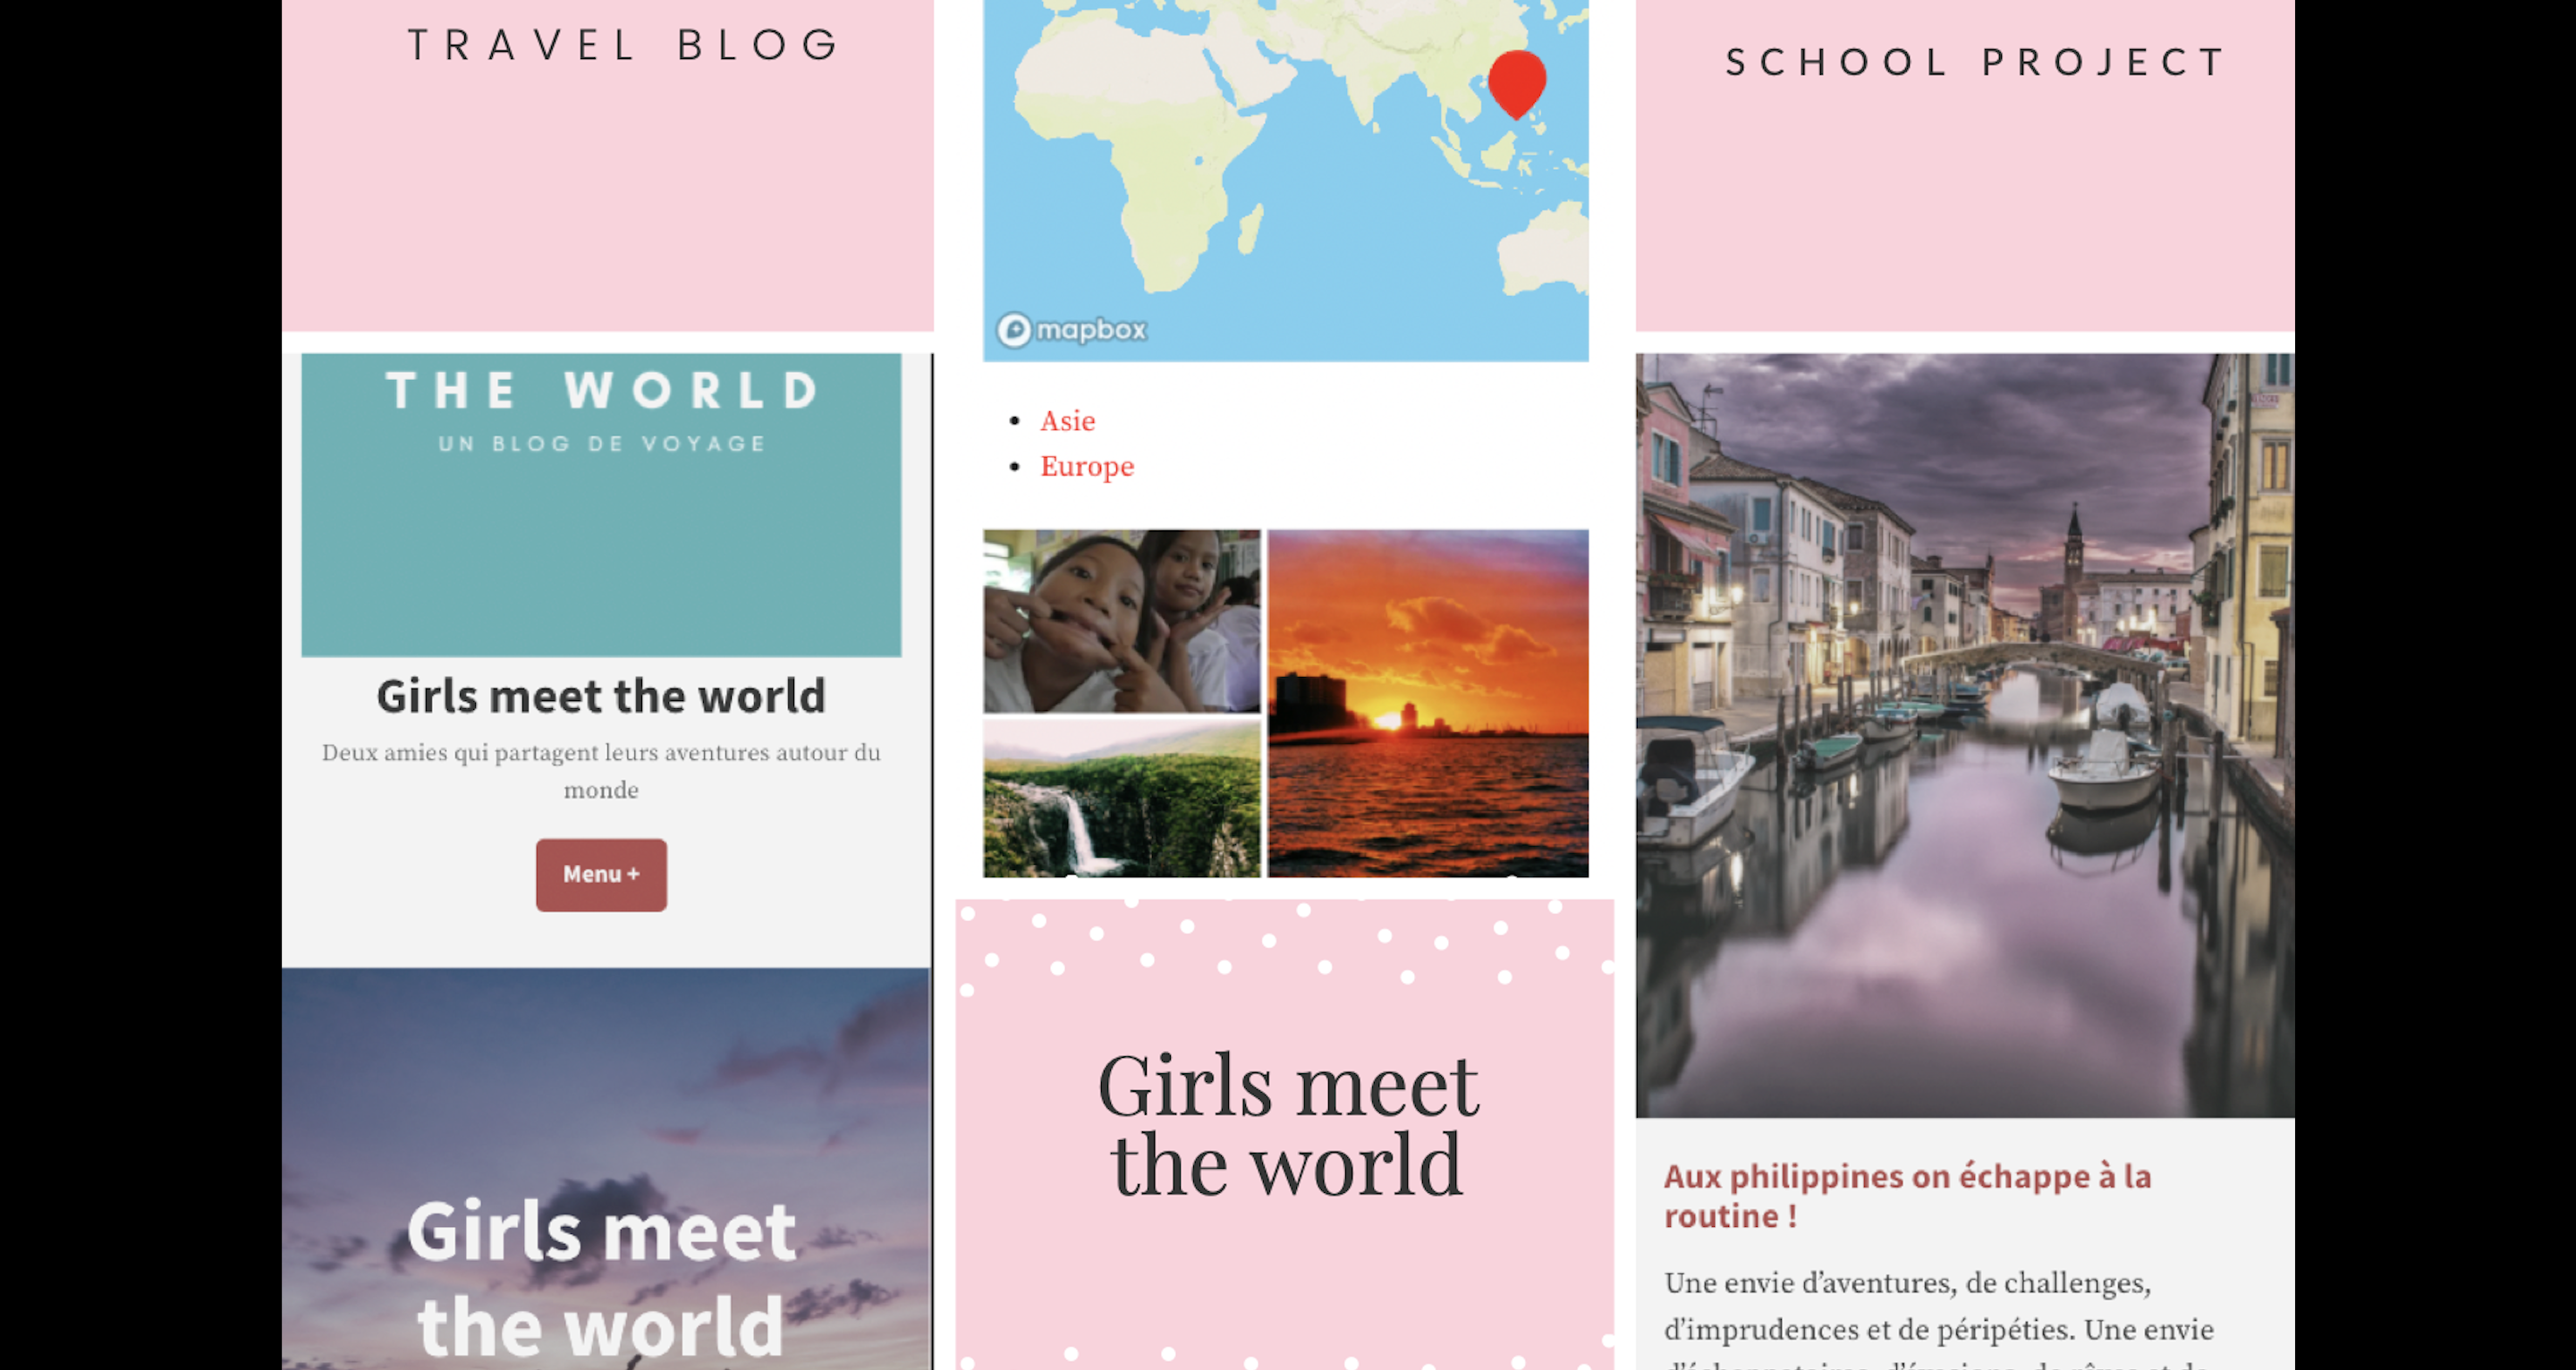 TRAVEL BLOG
THE WORLD
UN BLOG DE VOYAGE
Girls meet the world
Deux amies qui partagent leurs aventures autour du
monde
Menu +
Girls meet
the world
mapbox
Asie
Europe
Girls meet
the world
SCHOOL PROJECT
Aux philippines on échappe à la
routine !
Une envie d’aventures, de challenges,
d’imprudences et de péripéties. Une envie